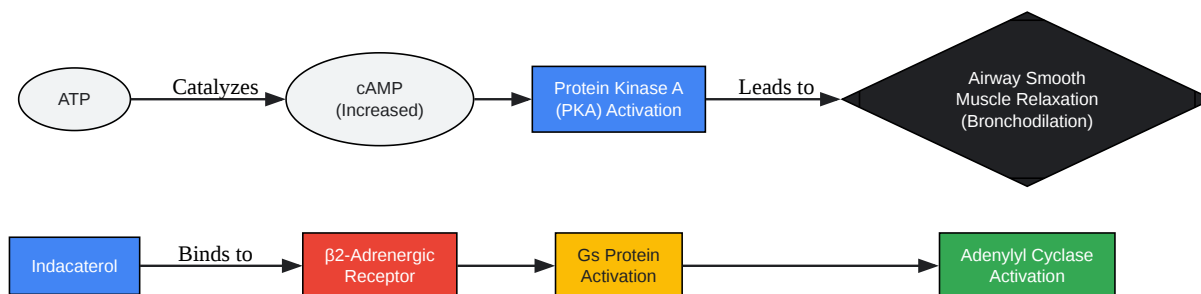 ATP
Catalyzes
cAMP
(Increased)
Protein Kinase A
(PKA) Activation
Leads to
Airway Smooth
Muscle Relaxation
(Bronchodilation)
Indacaterol
Binds to
β2-Adrenergic
Receptor
Gs Protein
Activation
Adenylyl Cyclase
Activation